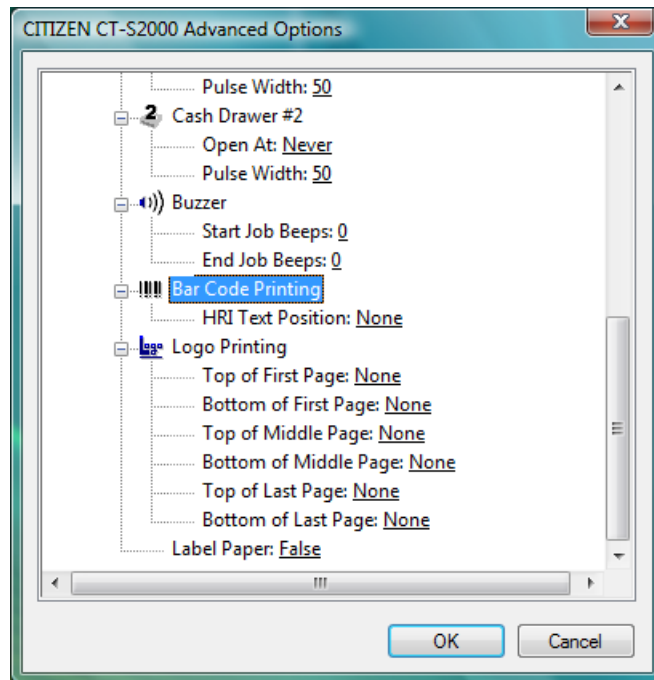 CITIZEN CT-S2000 Advanced Options
Pulse Width: 50
2 Cash Drawer #2
Open At: Never
Pulse Width: 50
Buzzer
Start Job Beeps: 0
End Job Beeps: 0
Bar Code Printing
HRI Text Position: None
Logo Printing
Top of First Page: None
Bottom of First Page: None
Top of Middle Page: None
Bottom of Middle Page: None
Top of Last Page: None
Bottom of Last Page: None
Label Paper: False
OK Cancel